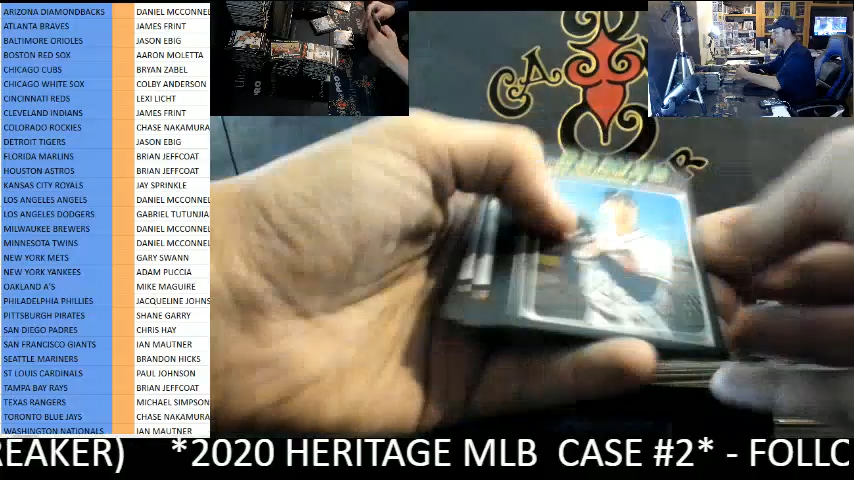 ARIZONA DIAMONDBACKS DANIEL MCCONNEL
ATLANTA BRAVES JAMES FRINT
BALTIMORE ORIOLES JASON EBIG
BOSTON RED SOX AARON MOLETTA
CHICAGO CUBS BRYAN ZABEL
CHICAGO WHITE SOX COLBY ANDERSON
CINCINNATI REDS LEXI LICHT
CLEVELAND INDIANS JAMES FRINT
COLORADO ROCKIES CHASE NAKAMURA
DETROIT TIGERS JASON EBIG
FLORIDA MARLINS BRIAN JEFFCOAT
HOUSTON ASTROS BRIAN JEFFCOAT
KANSAS CITY ROYALS JAY SPRINKLE
LOS ANGELES ANGELS DANIEL MCCONNEL
LOS ANGELES DODGERS GABRIEL TUTUNJIA
MILWAUKEE BREWERS DANIEL MCCONNEL
MINNESOTA TWINS DANIEL MCCONNEL
NEW YORK METS GARY SWANN
NEW YORK YANKEES ADAM PUCCIA
OAKLAND A'S MIKE MAGUIRE
PHILADELPHIA PHILLIES JACQUELINE JOHNS
PITTSBURGH PIRATES SHANE GARRY
SAN DIEGO PADRES CHRIS HAY
SAN FRANCISCO GIANTS IAN MAUTNER
SEATTLE MARINERS BRANDON HICKS
ST LOUIS CARDINALS PAUL JOHNSON
TAMPA BAY RAYS BRIAN JEFFCOAT
TEXAS RANGERS MICHAEL SIMPSON
TORONTO BLUE JAYS CHASE NAKAMURA
WASHINGTON NATIONALS IAN MAUTNER
REAKER) *2020 HERITAGE MLB CASE #2* - FOLLC